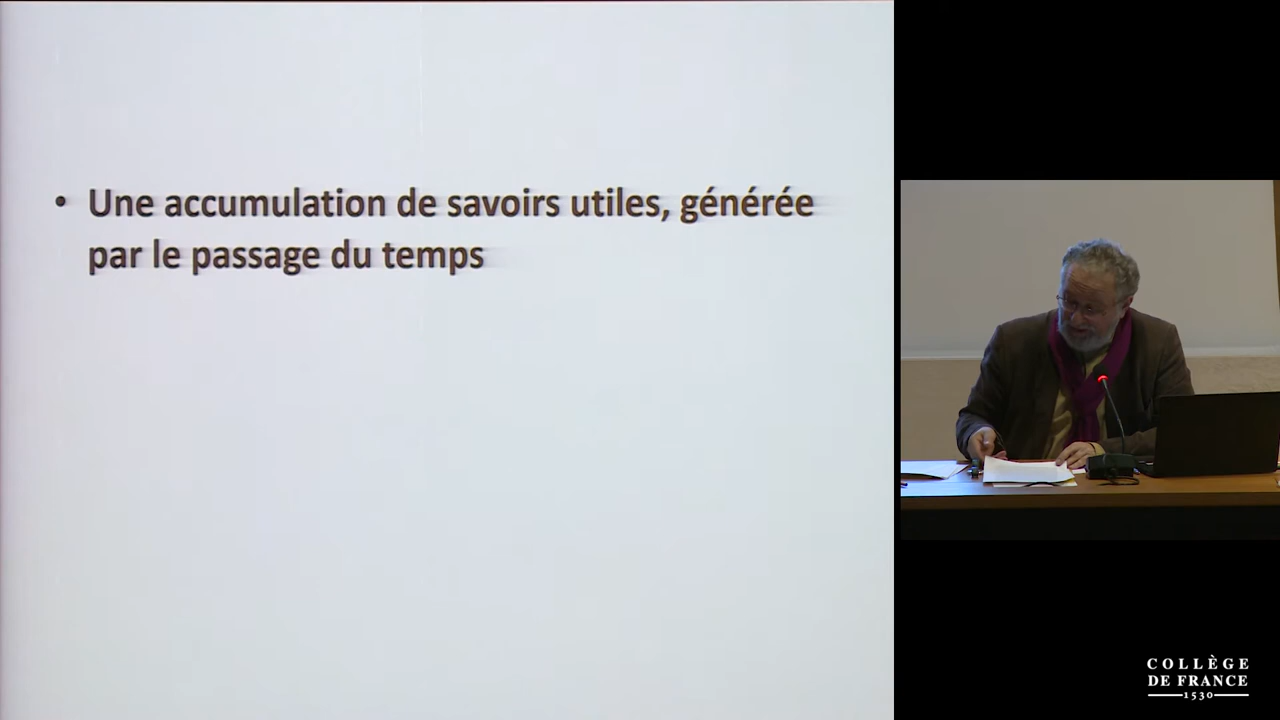 • Une accumulation de savoirs utiles, générée
par le passage du temps
COLLÈGE
DE FRANCE
1530